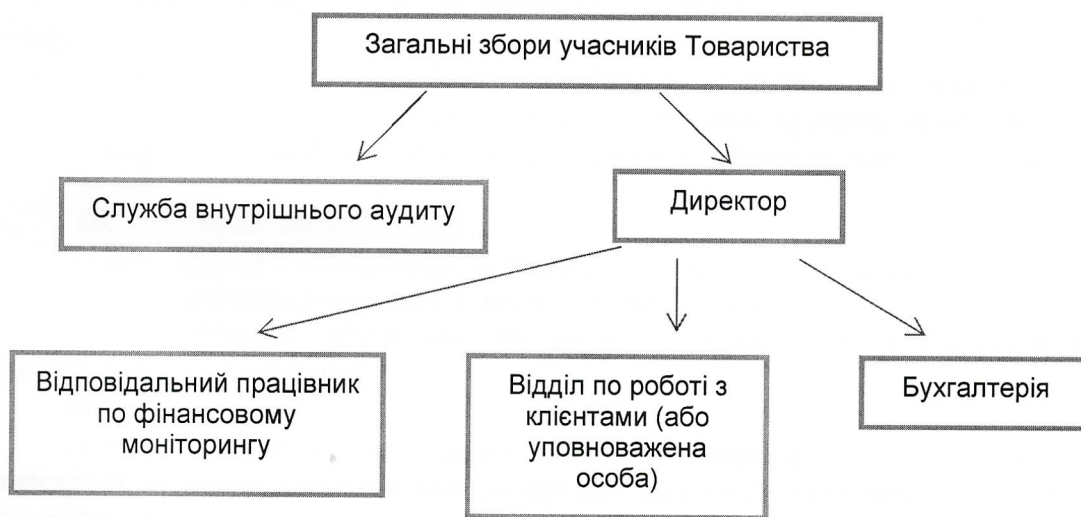 Загальні збори учасників Товариства
Служба внутрішнього аудиту
Директор
Відповідальний працівник
по фінансовому
моніторингу
Відділ по роботі з
клієнтами (або
уповноважена
особа)
Бухгалтерія